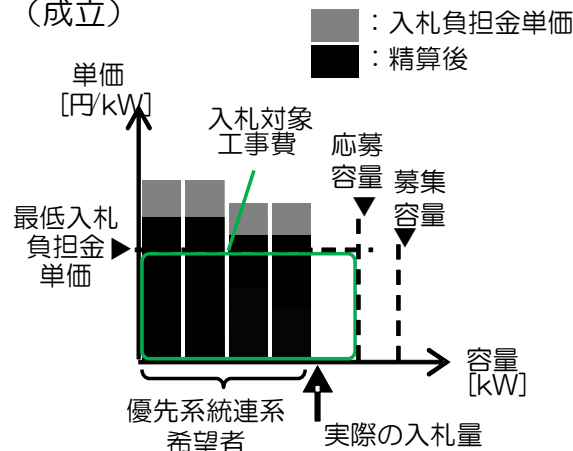 （成立）
：入札負担金単価
：精算後
単価
[円/kW]
入札対象
工事費
応募
容量
募集
容量
最低入札
負担金
単価
容量
[kW]
優先系統連系
希望者
実際の入札量